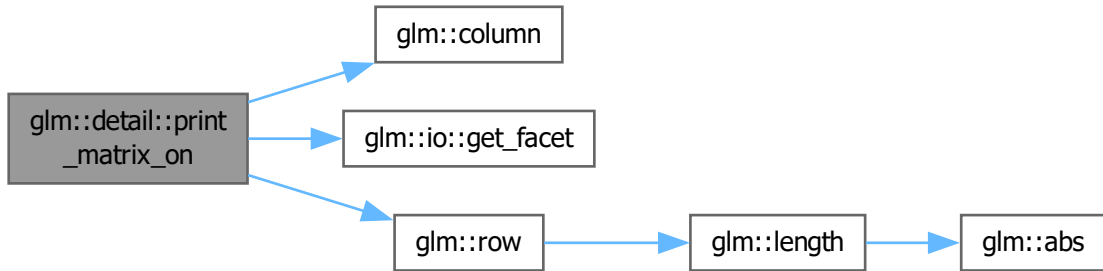 glm::column
glm::detail::print
_matrix_on
glm::io::get_facet
glm::row
glm::length
glm::abs